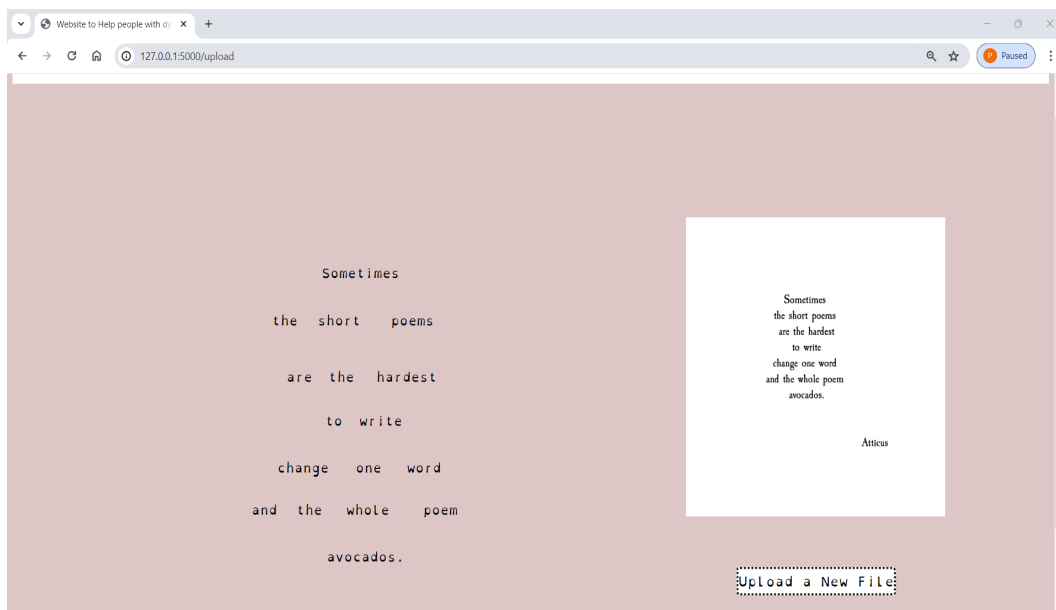 Website to Help people with dy
127.0.0.1:5000/upload
P Paused
Sometimes
the short poems
are the hardest
to write
change one word
and the whole poem
avocados.
Sometimes
the short poems
are the hardest
to write
change one word
and the whole poem
avocados.
Atticus
Upload a New File